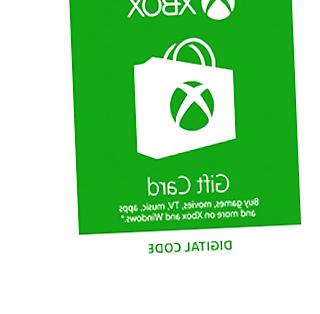 XBOX
Gift Card
Buy games, movies, TV, music, apps
and more on Xbox and Windows.*
DIGITAL CODE